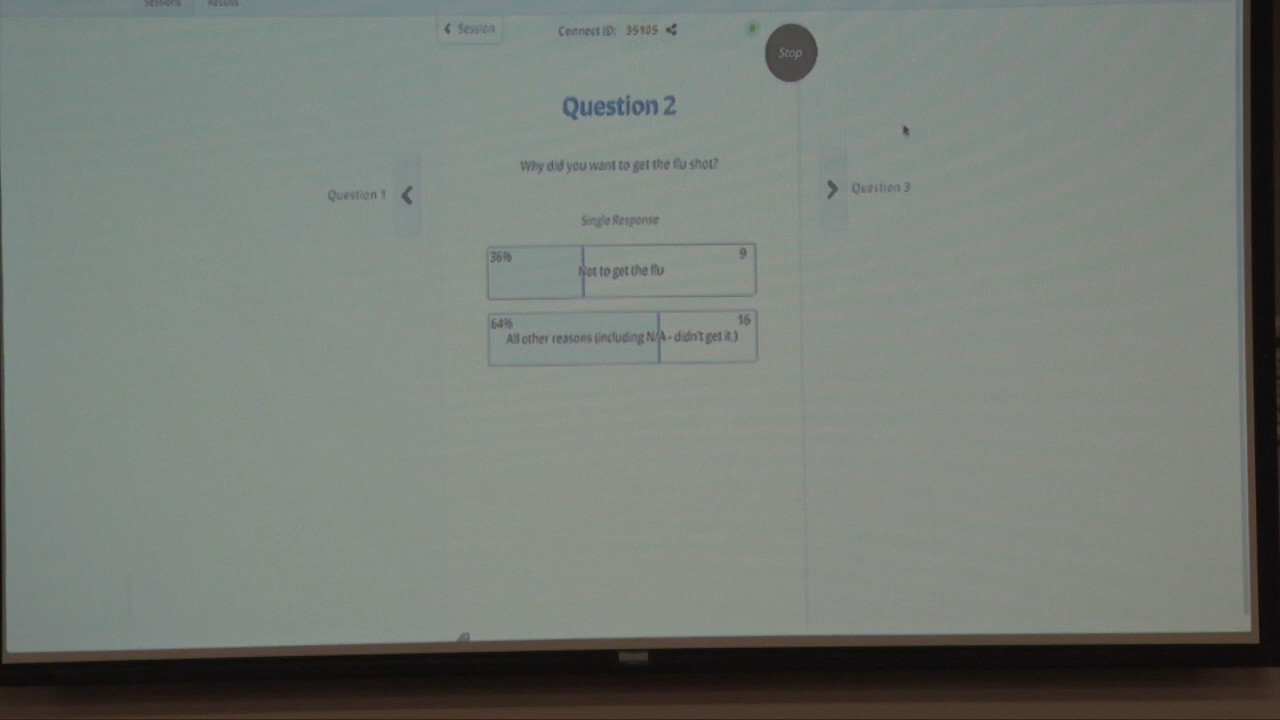 Sessions Results
Session
Connect ID: 35105
Stop
Question 2
Why did you want to get the flu shot?
Question 1
Question 3
Single Response
36%
9
Not to get the flu
64%
16
All other reasons (including N/A - didn't get it.)